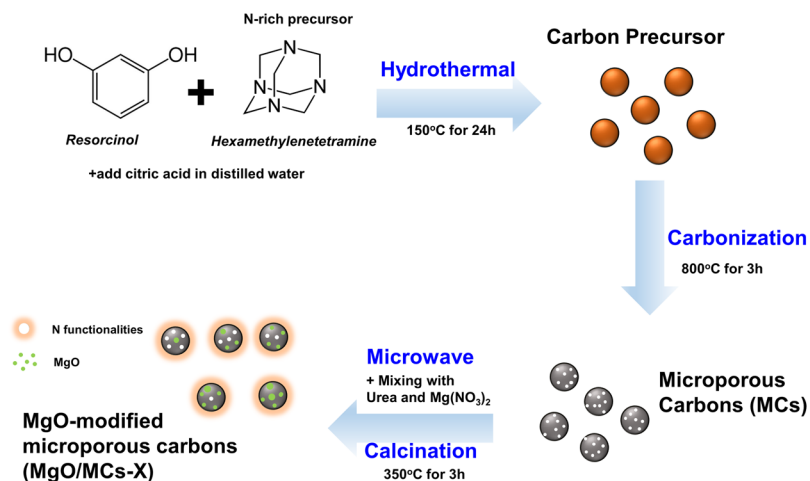 N-rich precursor
HO
OH
N
N
N
N
+
Resorcinol
Hexamethylenetetramine
+add citric acid in distilled water
Hydrothermal
150°C for 24h
Carbon Precursor
Carbonization
800°C for 3h
Microporous
Carbons (MCs)
Microwave
+ Mixing with
Urea and Mg(NO₃)₂
Calcination
350°C for 3h
N functionalities
MgO
MgO-modified
microporous carbons
(MgO/MCs-X)